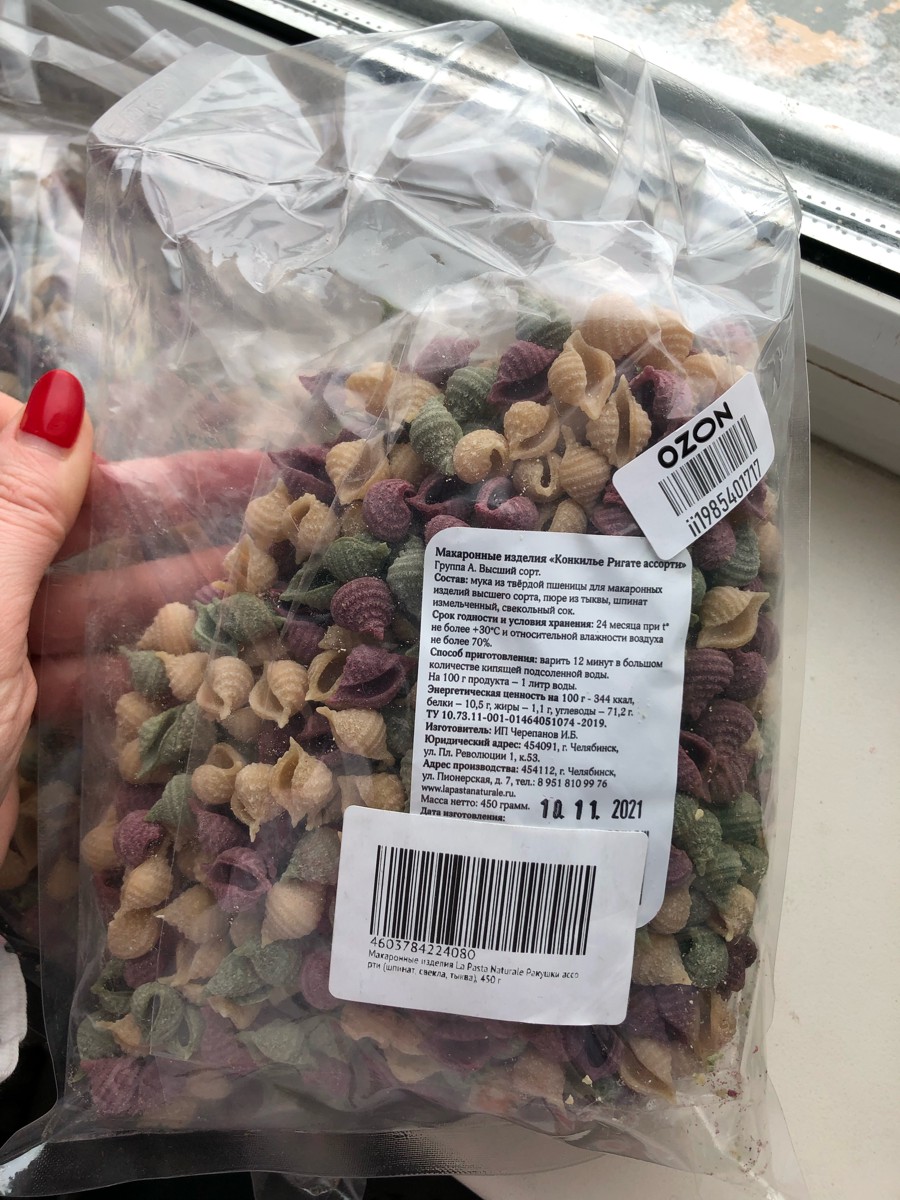 OZON
ii1985401717
Макаронные изделия «Конкилье Ригате ассорти»
Группа А. Высший сорт.
Состав: мука из твёрдой пшеницы для макаронных
изделий высшего сорта, пюре из тыквы, шпинат
измельченный, свекольный сок.
Срок годности и условия хранения: 24 месяца при t°
не более +30°С и относительной влажности воздуха
не более 70%.
Способ приготовления: варить 12 минут в большом
количестве кипящей подсоленной воды.
На 100 г продукта – 1 литр воды.
Энергетическая ценность на 100 г - 344 ккал,
белки – 10,5 г, жиры – 1,1 г, углеводы – 71,2 г.
ТУ 10.73.11-001-01464051074 -2019.
Изготовитель: ИП Черепанов И.Б.
Юридический адрес: 454091, г. Челябинск,
ул. Пл. Революции 1, к.53.
Адрес производства: 454112, г. Челябинск,
ул. Пионерская, д. 7, тел.: 8 951 810 99 76
www.lapastanaturale.ru.
Масса нетто: 450 грамм.
Дата изготовления: 10. 11. 2021
4603784224080
Макаронные изделия La Pasta Naturale Ракушки ассо
рти (шпинат, свекла, тыква), 450 г